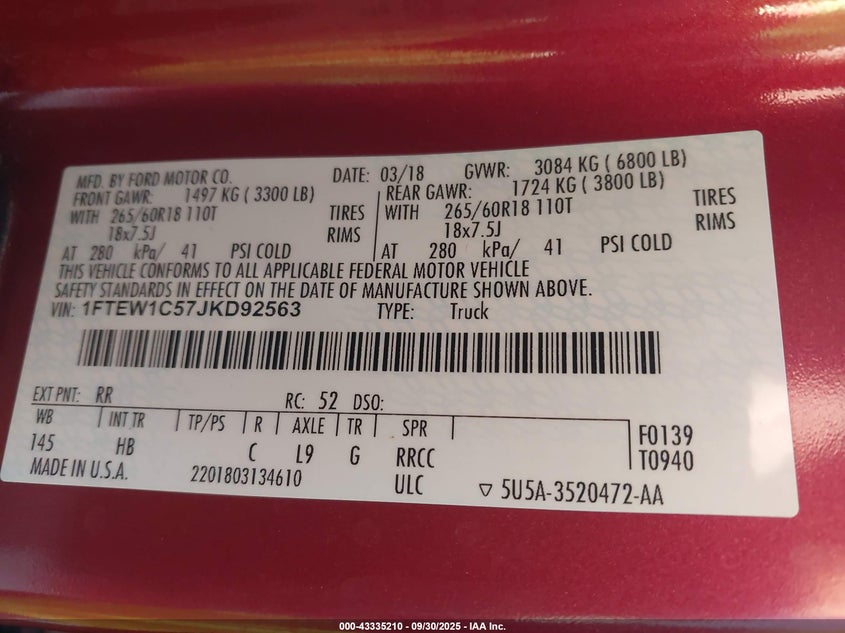 MFD. BY FORD MOTOR CO. DATE: 03/18 GVWR: 3084 KG ( 6800 LB)
FRONT GAWR: 1497 KG ( 3300 LB) REAR GAWR: 1724 KG ( 3800 LB)
WITH 265/60R18 110T TIRES WITH 265/60R18 110T TIRES
18x7.5J RIMS 18x7.5J RIMS
AT 280 kPa/ 41 PSI COLD AT 280 kPa/ 41 PSI COLD
THIS VEHICLE CONFORMS TO ALL APPLICABLE FEDERAL MOTOR VEHICLE
SAFETY STANDARDS IN EFFECT ON THE DATE OF MANUFACTURE SHOWN ABOVE.
VIN: 1FTEW1C57JKD92563 TYPE: Truck
EXT PNT: RR RC: 52 DSO:
WB INT TR TP/PS R AXLE TR SPR F0139
145 HB C L9 G RRCC T0940
MADE IN U.S.A. 2201803134610 ULC ▽ 5U5A-3520472-AA
000-43335210 - 09/30/2025 - IAA Inc.